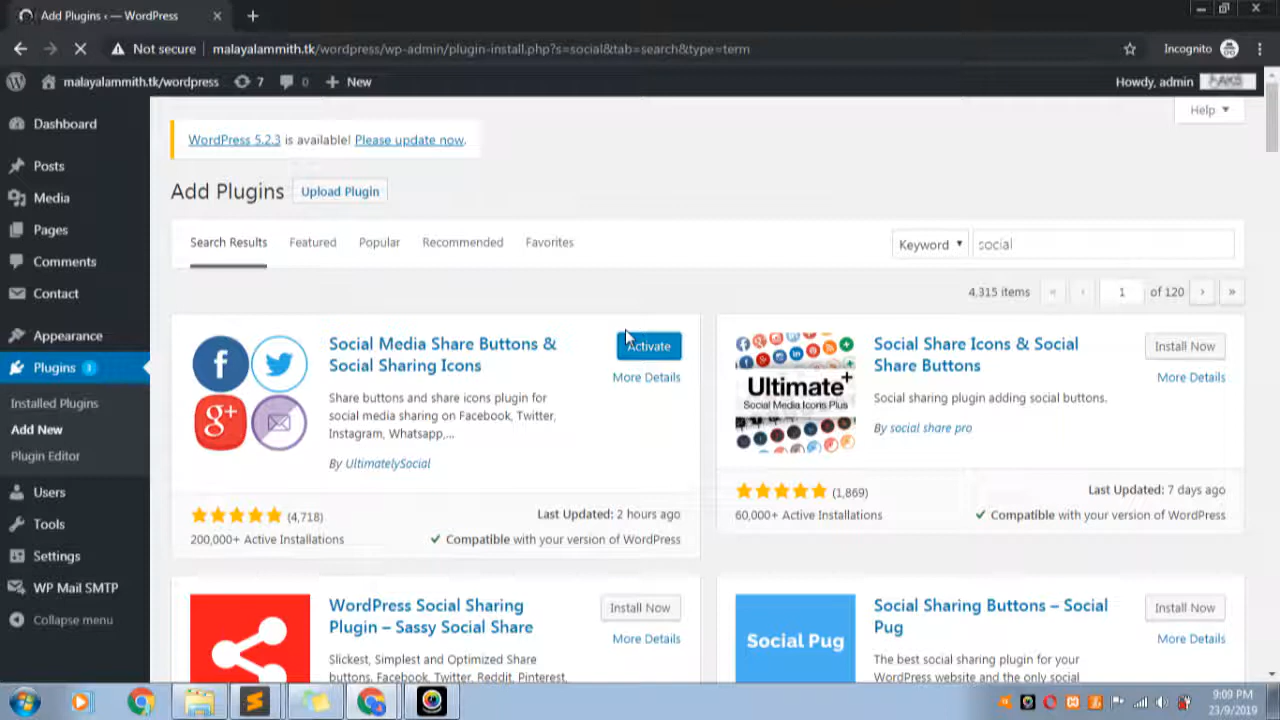 Add Plugins ‹ — WordPress
Not secure malayalammith.tk/wordpress/wp-admin/plugin-install.php?s=social&tab=search&type=term
Incognito
malayalammith.tk/wordpress 7 0 New
Howdy, admin
Help
Dashboard
Posts
Media
Pages
Comments
Contact
Appearance
Plugins
Installed Plugins
Add New
Plugin Editor
Users
Tools
Settings
WP Mail SMTP
Collapse menu
WordPress 5.2.3 is available! Please update now.
Add Plugins Upload Plugin
Search Results Featured Popular Recommended Favorites
Keyword social
4,315 items « ‹ 1 of 120 › »
Social Media Share Buttons &
Social Sharing Icons
Activate
More Details
Share buttons and share icons plugin for
social media sharing on Facebook, Twitter,
Instagram, Whatsapp,...
By UltimatelySocial
(4,718)
Last Updated: 2 hours ago
200,000+ Active Installations
Compatible with your version of WordPress
Ultimate+
Social Media Icons Plus
Social Share Icons & Social
Share Buttons
Install Now
More Details
Social sharing plugin adding social buttons.
By social share pro
(1,869)
Last Updated: 7 days ago
60,000+ Active Installations
Compatible with your version of WordPress
WordPress Social Sharing
Plugin – Sassy Social Share
Install Now
More Details
Slickest, Simplest and Optimized Share
buttons. Facebook, Twitter, Reddit, Pinterest,
Social Pug
Social Sharing Buttons – Social
Pug
Install Now
More Details
The best social sharing plugin for your
WordPress website and the only social
9:09 PM
23/9/2019